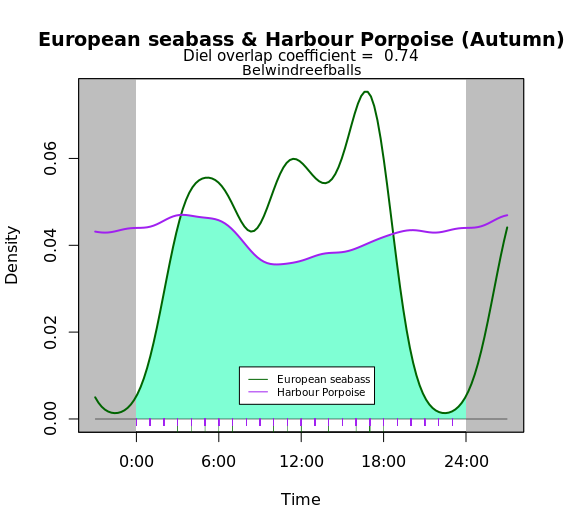 European seabass & Harbour Porpoise (Autumn)
Diel overlap coefficient = 0.74
Belwindreefballs
Density
0.06
0.04
0.02
0.00
European seabass
Harbour Porpoise
0:00 6:00 12:00 18:00 24:00
Time